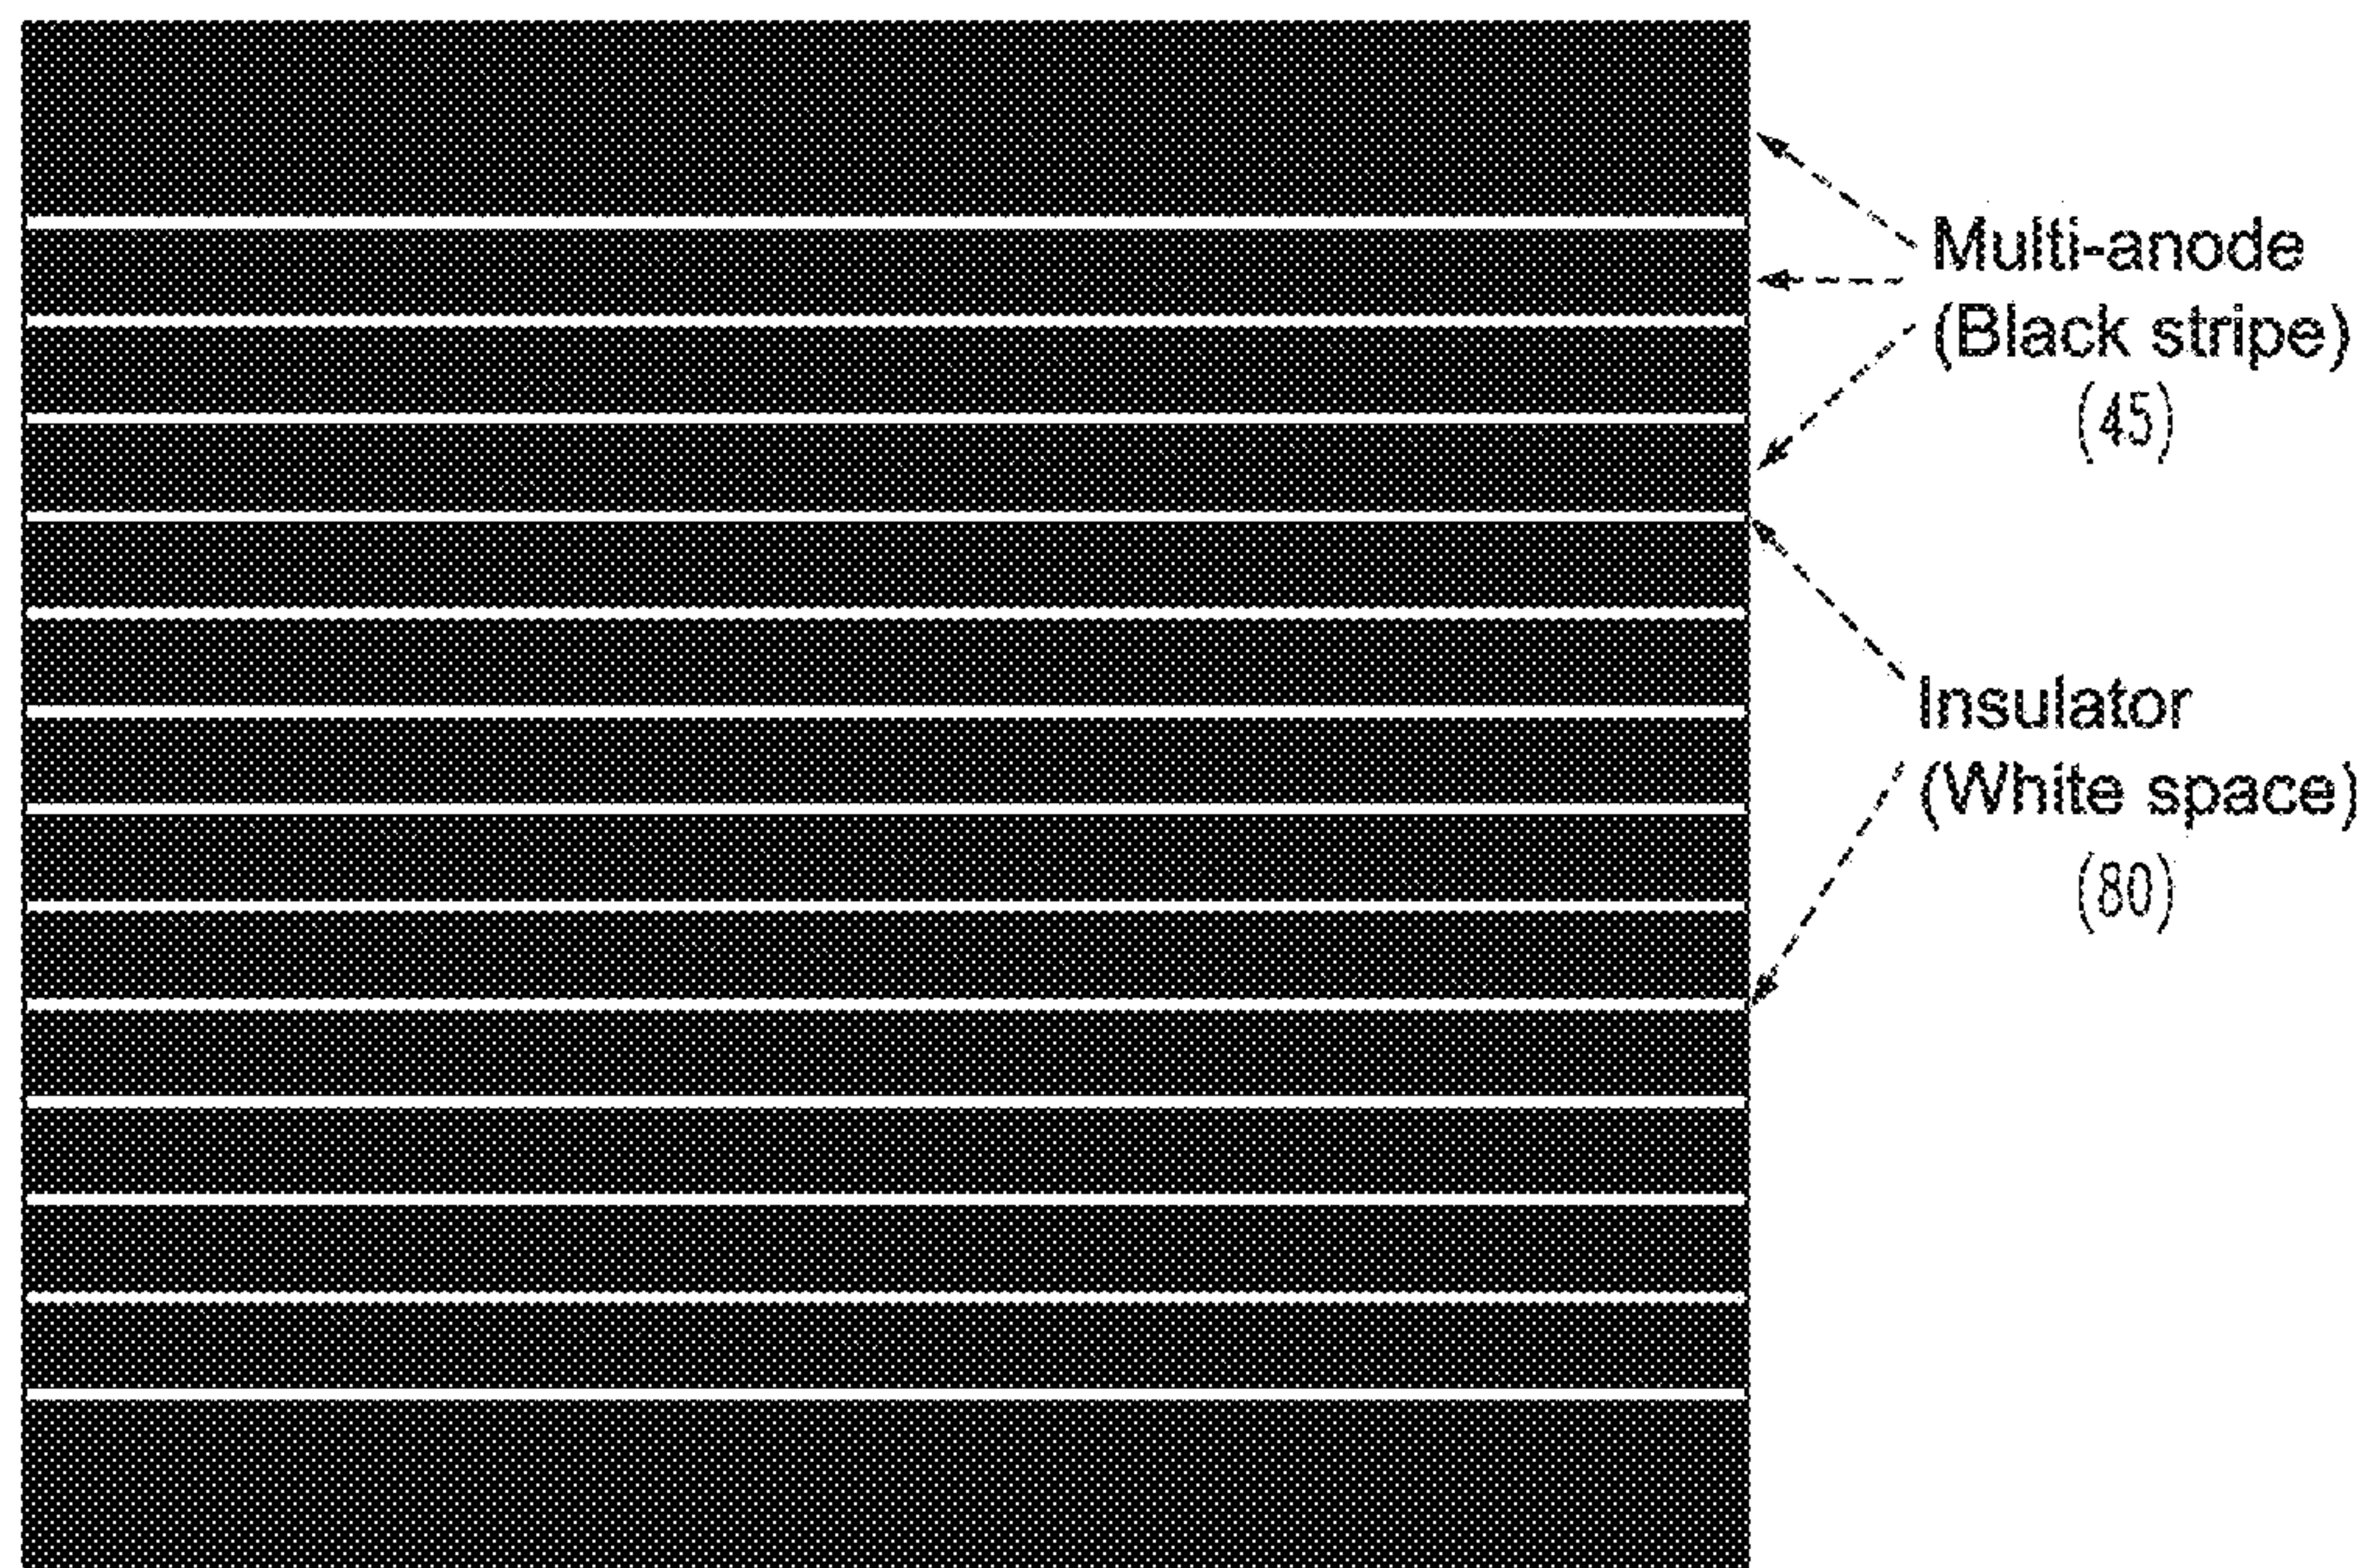 Multi-anode
(Black stripe)
(45)
Insulator
(White space)
(80)